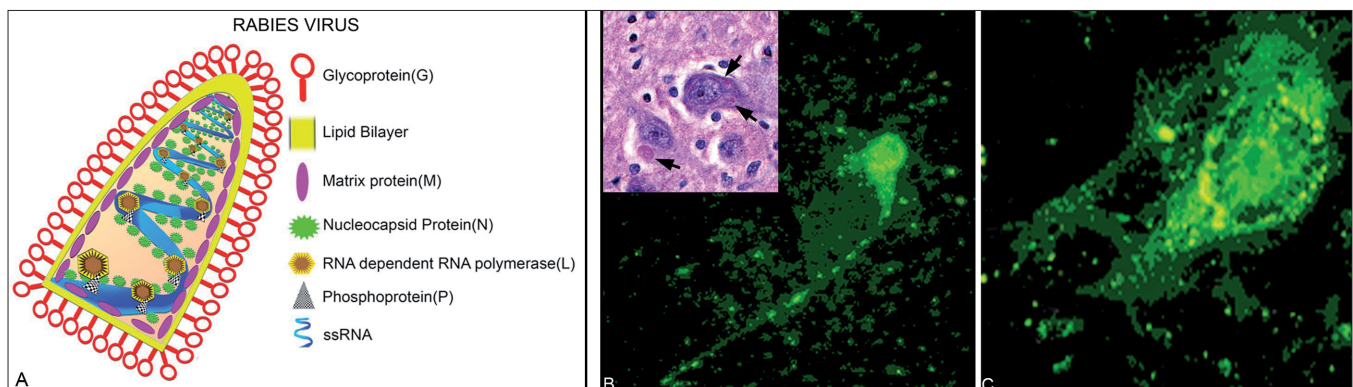 RABIES VIRUS
Glycoprotein(G)
Lipid Bilayer
Matrix protein(M)
Nucleocapsid Protein(N)
RNA dependent RNA polymerase(L)
Phosphoprotein(P)
ssRNA
A
B
C